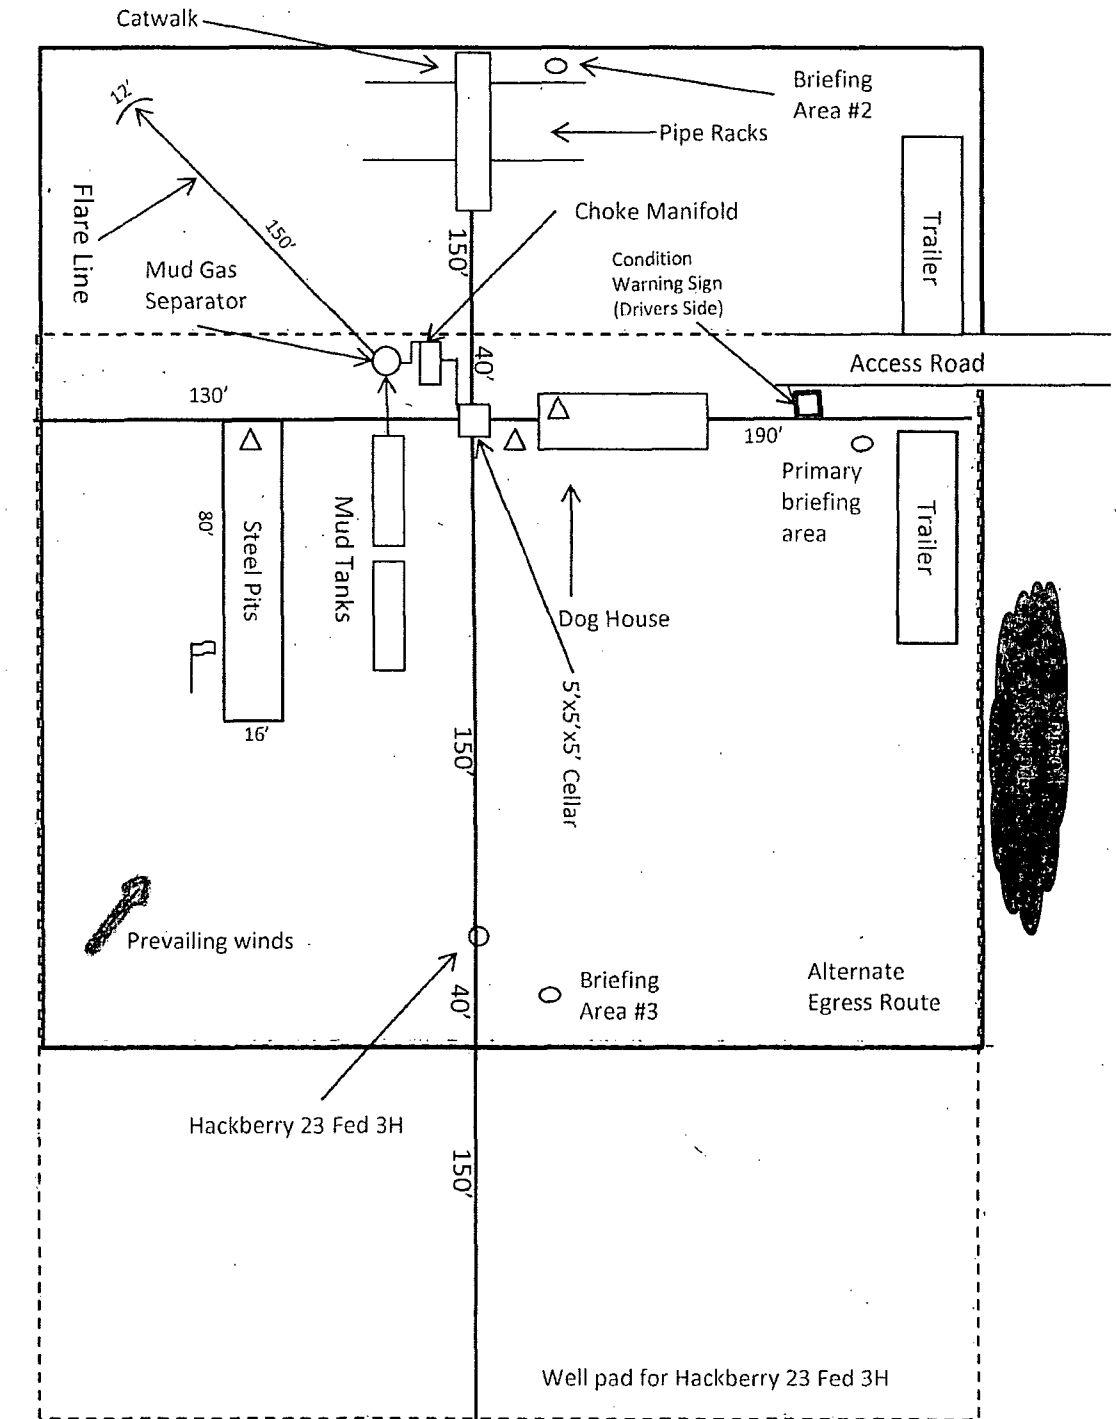 Catwalk
12'
Briefing
Area #2
Pipe Racks
Flare Line
150'
Choke Manifold
150'
Condition
Warning Sign
(Drivers Side)
Trailer
Mud Gas
Separator
40'
Access Road
130'
190'
Primary
briefing
area
Trailer
80'
Steel Pits
Mud Tanks
Dog House
16'
150'
5'x5'x5' Cellar
Prevailing winds
40'
Briefing
Area #3
Alternate
Egress Route
Hackberry 23 Fed 3H
150'
Well pad for Hackberry 23 Fed 3H